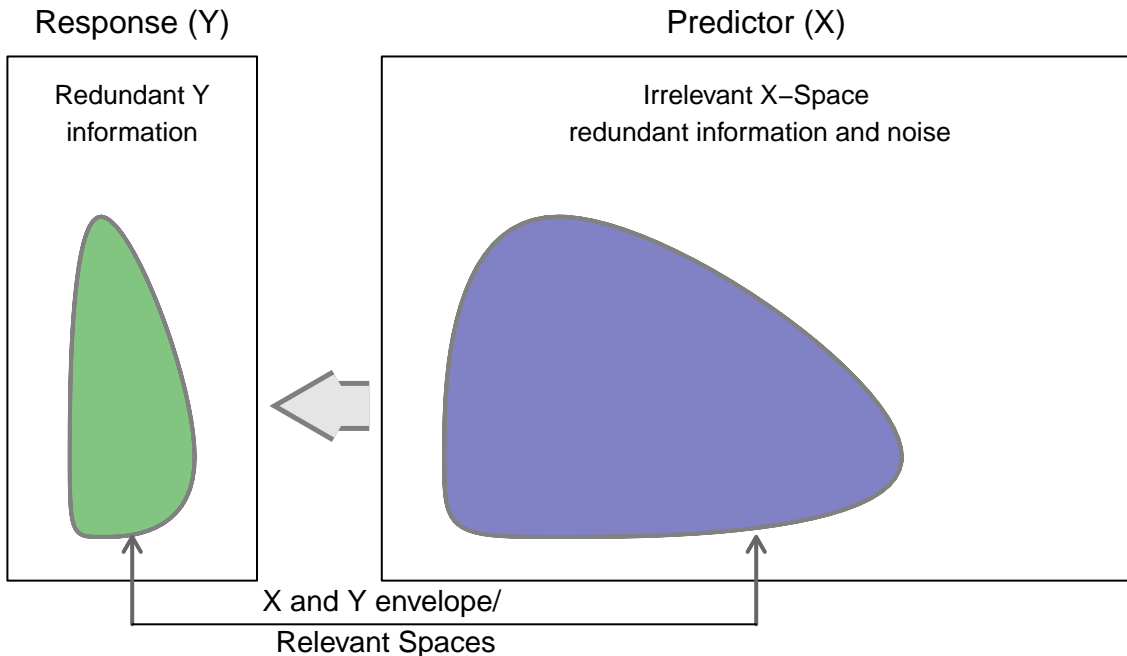 Response (Y)
Predictor (X)
Redundant Y
information
Irrelevant X−Space
redundant information and noise
X and Y envelope/
Relevant Spaces